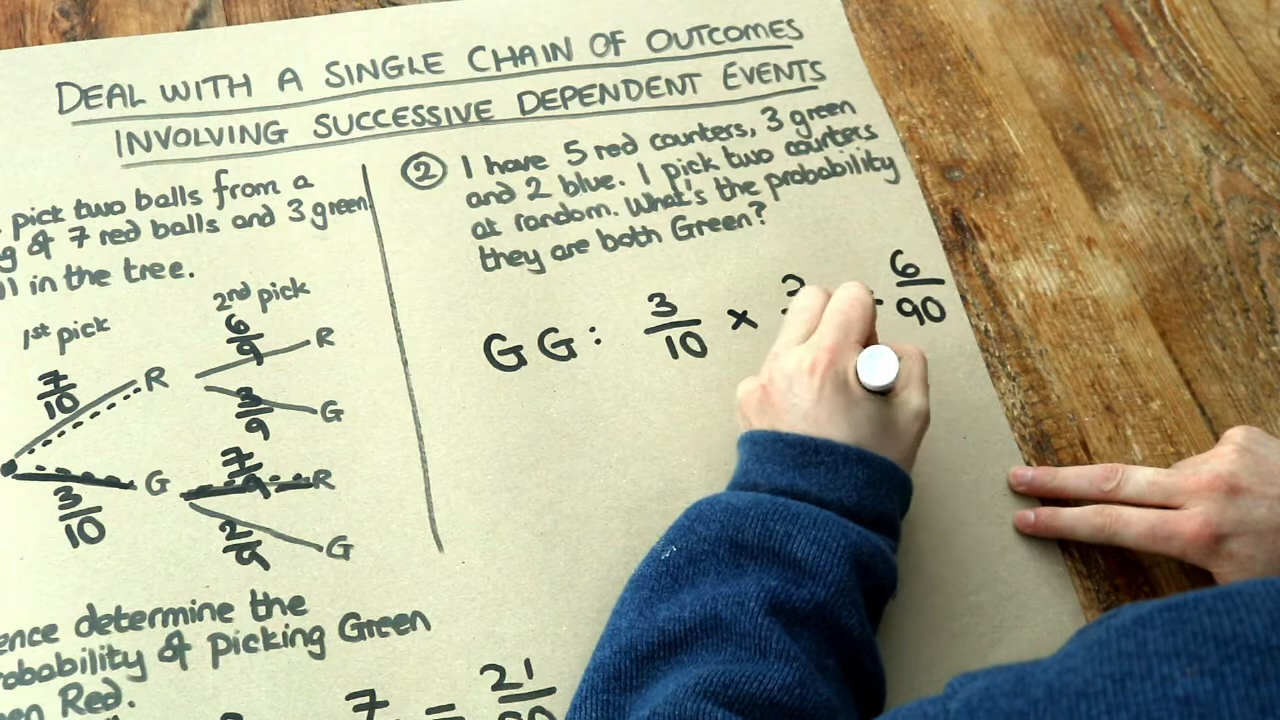 DEAL WITH A SINGLE CHAIN OF OUTCOMES
INVOLVING SUCCESSIVE DEPENDENT EVENTS
pick two balls from a
of 7 red balls and 3 green
in the tree.
1st pick
2nd pick
7/10
R
6/9
R
3/9
G
3/10
G
7/9
R
2/9
G
determine the
of Picking Green
Red.
7
=
21
② I have 5 red counters, 3 green
and 2 blue. I pick two counters
at random. What's the probability
they are both Green?
GG: 3/10 × = 6/90